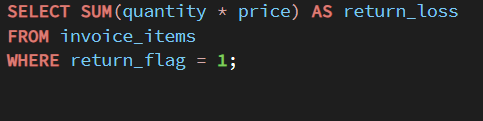 SELECT SUM(quantity * price) AS return_loss
FROM invoice_items
WHERE return_flag = 1;